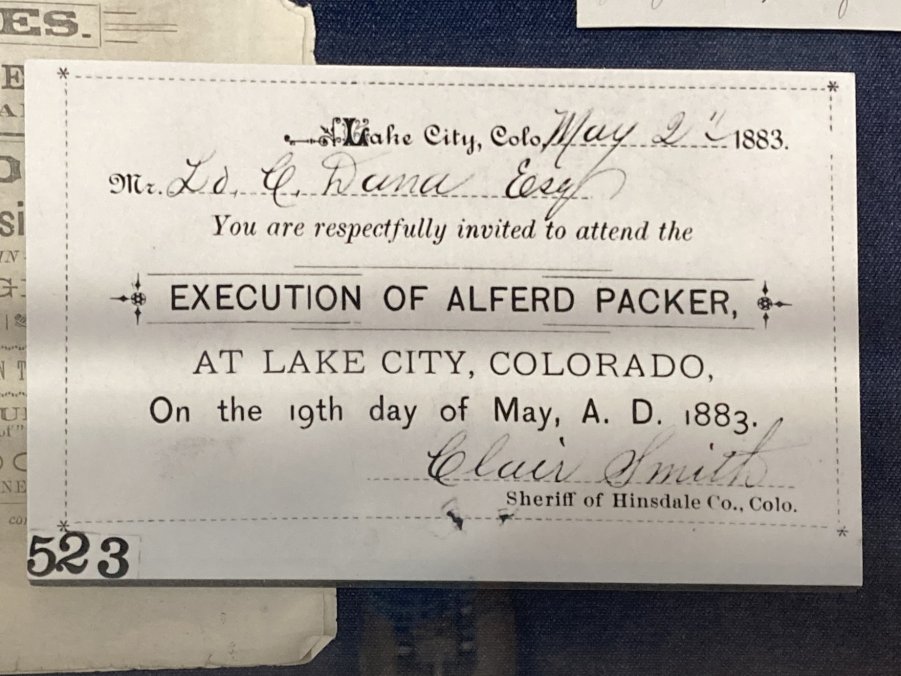 ES.
Lake City, Colo, May 2" 1883.
Mr. C. Dana Esq
You are respectfully invited to attend the
EXECUTION OF ALFERD PACKER,
AT LAKE CITY, COLORADO,
On the 19th day of May, A. D. 1883.
Clair Smith
Sheriff of Hinsdale Co., Colo.
523